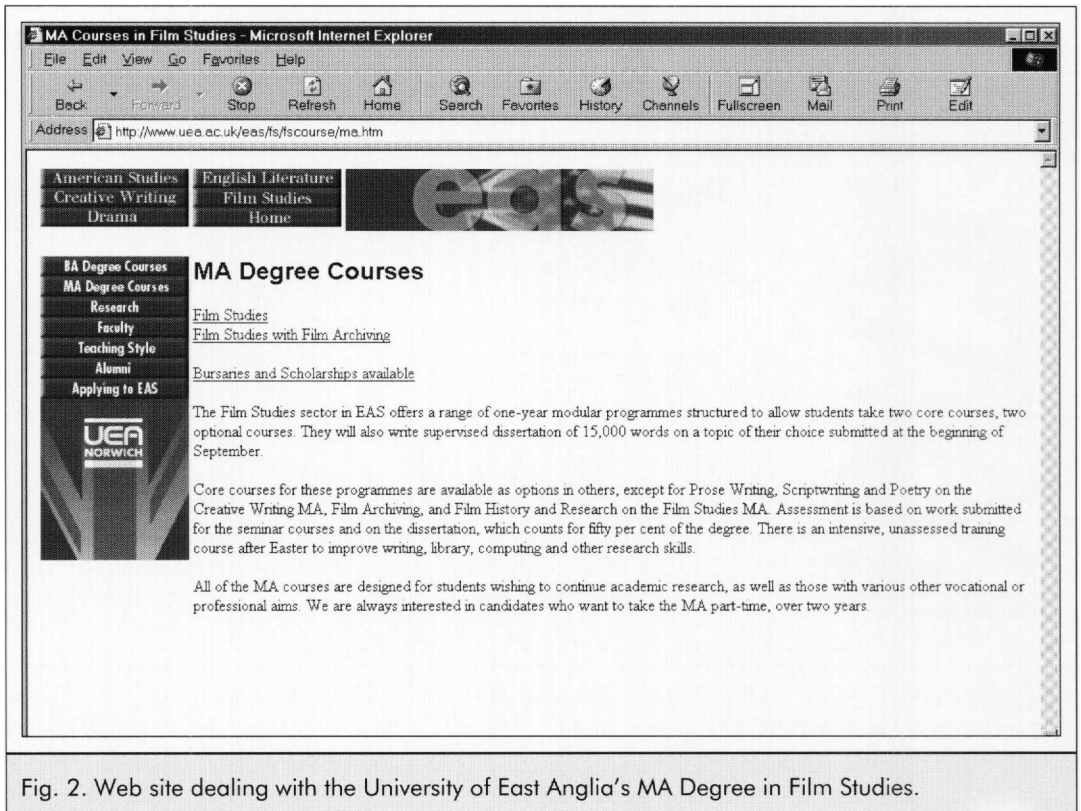 MA Courses in Film Studies - Microsoft Internet Explorer
File Edit View Go Favorites Help
Back Forward Stop Refresh Home Search Favorites History Channels Fullscreen Mail Print Edit
Address http://www.uea.ac.uk/eas/fs/fscourse/ma.htm
American Studies English Literature
Creative Writing Film Studies
Drama Home
eas
BA Degree Courses
MA Degree Courses
Research
Faculty
Teaching Style
Alumni
Applying to EAS
UEA
NORWICH
MA Degree Courses
Film Studies
Film Studies with Film Archiving
Bursaries and Scholarships available
The Film Studies sector in EAS offers a range of one-year modular programmes structured to allow students take two core courses, two
optional courses. They will also write supervised dissertation of 15,000 words on a topic of their choice submitted at the beginning of
September.
Core courses for these programmes are available as options in others, except for Prose Writing, Scriptwriting and Poetry on the
Creative Writing MA, Film Archiving, and Film History and Research on the Film Studies MA. Assessment is based on work submitted
for the seminar courses and on the dissertation, which counts for fifty per cent of the degree. There is an intensive, unassessed training
course after Easter to improve writing, library, computing and other research skills.
All of the MA courses are designed for students wishing to continue academic research, as well as those with various other vocational or
professional aims. We are always interested in candidates who want to take the MA part-time, over two years.
Fig. 2. Web site dealing with the University of East Anglia's MA Degree in Film Studies.